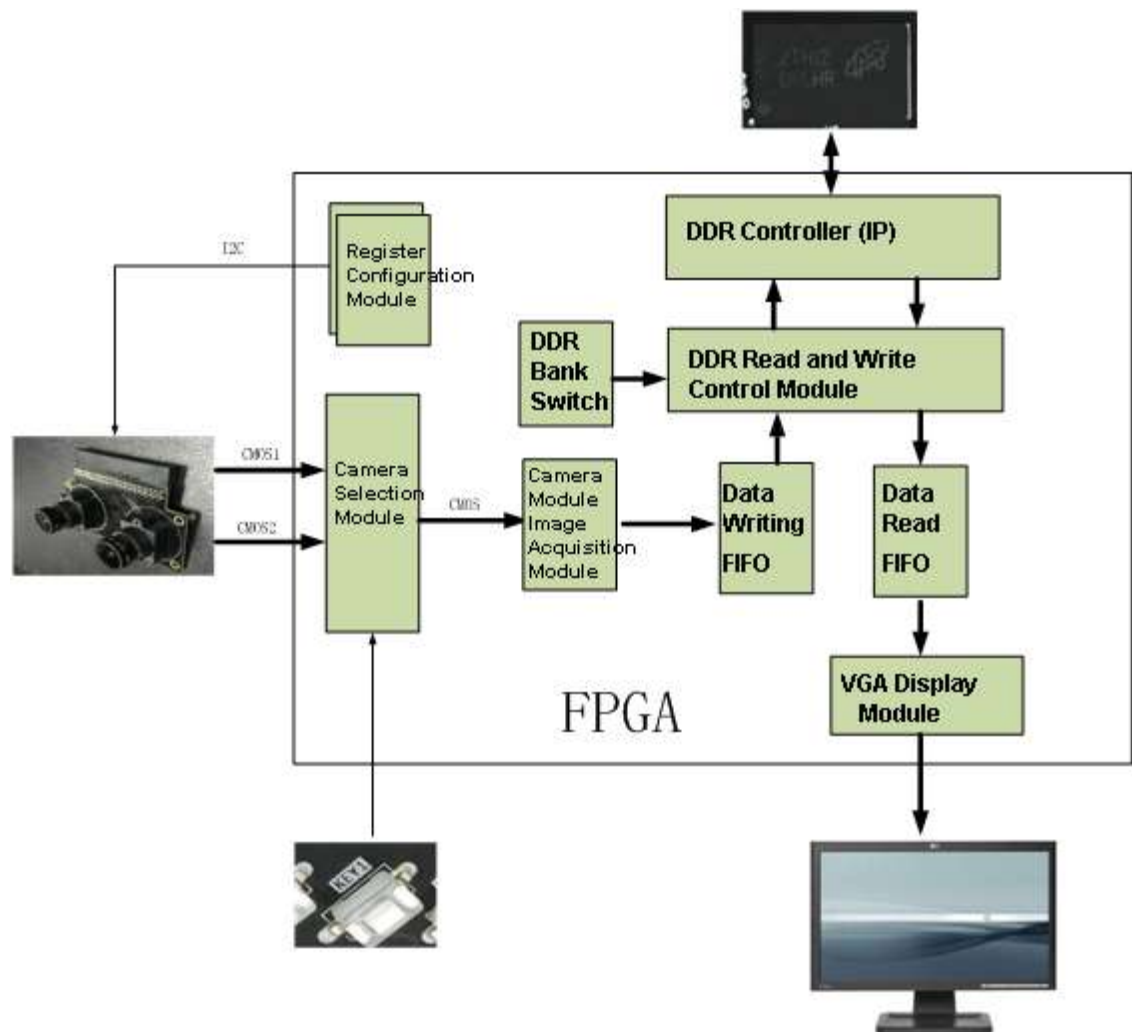 DDR Controller (IP)
I2C
Register
Configuration
Module
DDR
Bank
Switch
DDR Read and Write
Control Module
CMOS1
CMOS2
Camera
Selection
Module
CMOS
Camera
Module
Image
Acquisition
Module
Data
Writing
FIFO
Data
Read
FIFO
VGA Display
Module
FPGA
KEY1